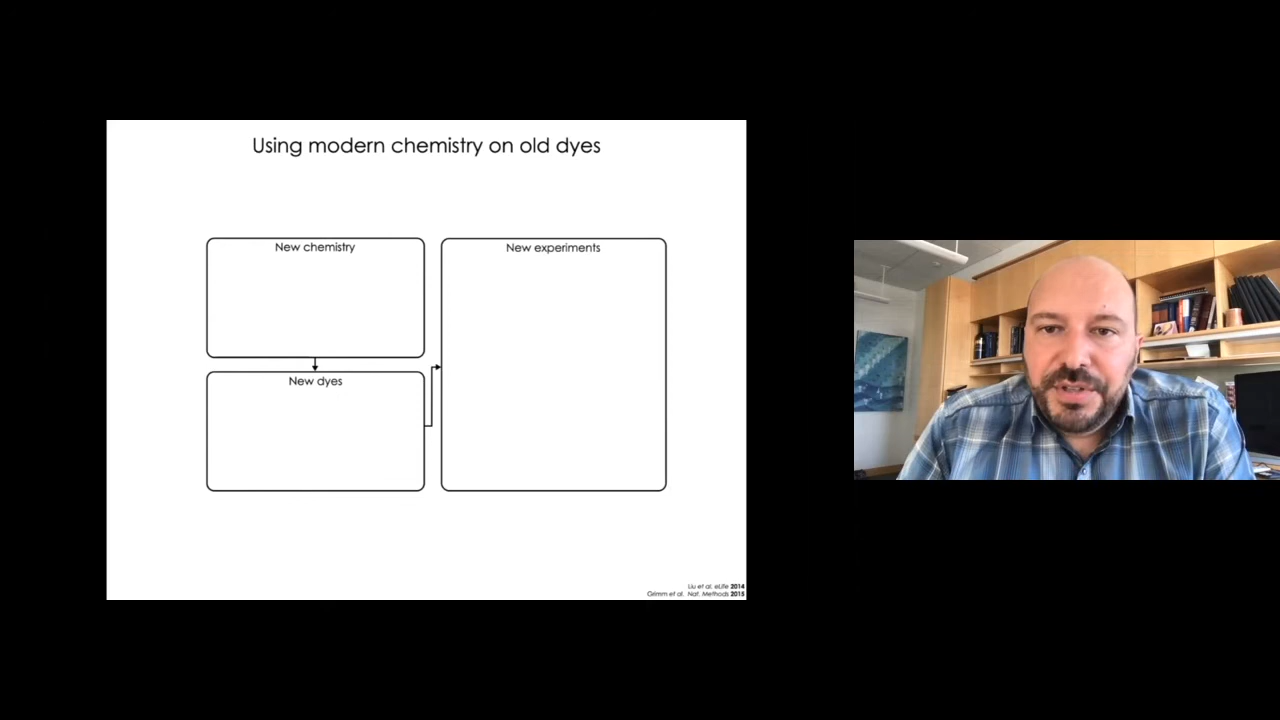 Using modern chemistry on old dyes
New chemistry
New experiments
New dyes
Liu et al. eLife 2014
Grimm et al. Nat. Methods 2015